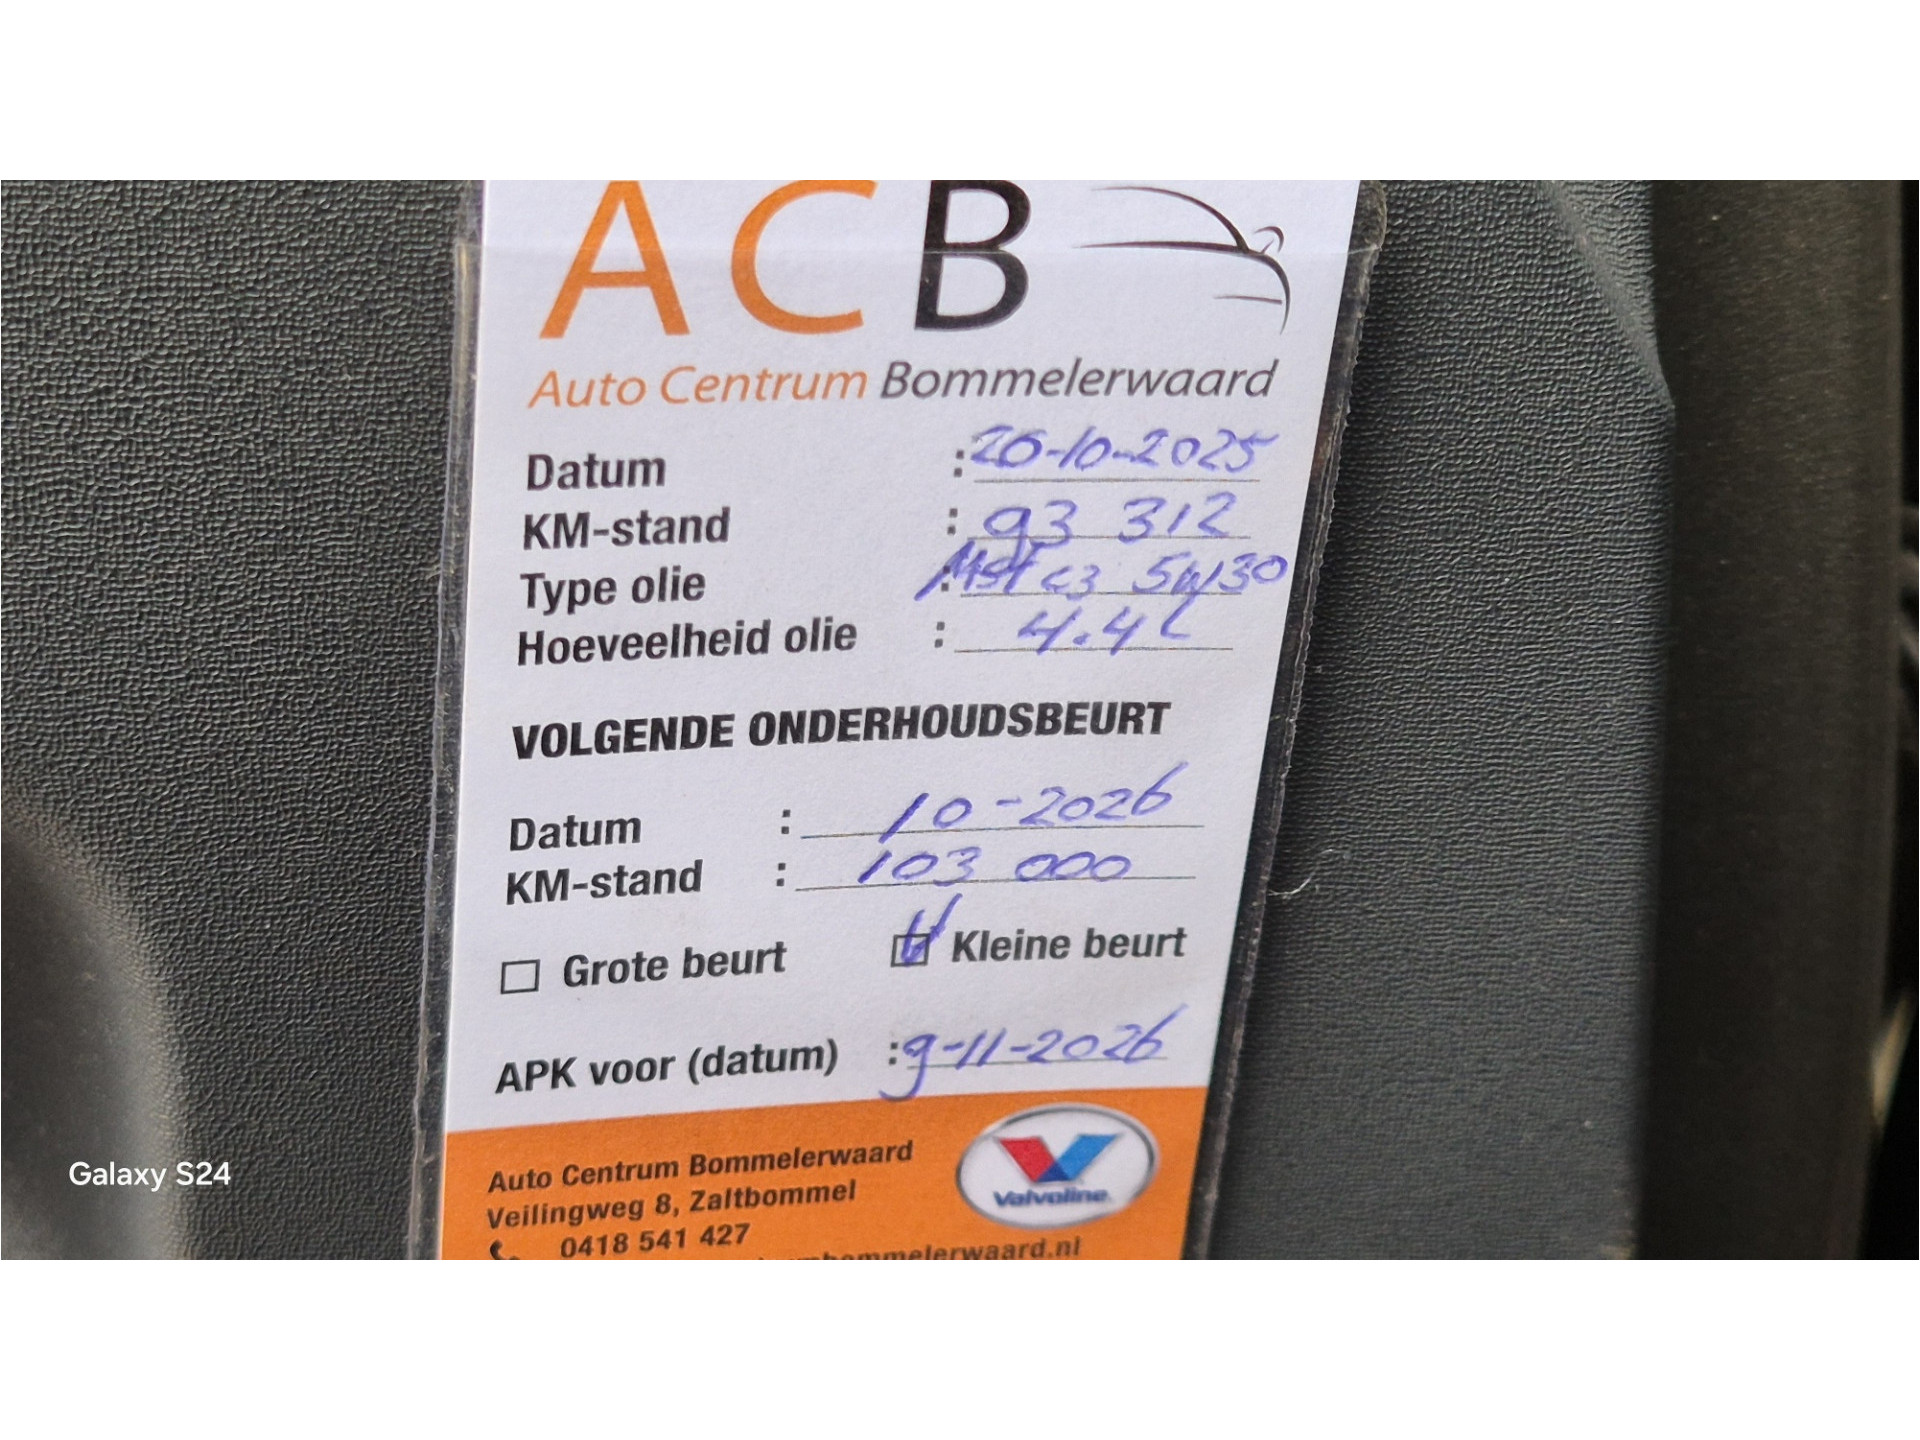 ACB
Auto Centrum Bommelerwaard
Datum : 20-10-2025
KM-stand : 93 312
Type olie : MST C3 5W30
Hoeveelheid olie : 4.4L
VOLGENDE ONDERHOUDSBEURT
Datum : 10-2026
KM-stand : 103 000
Grote beurt Kleine beurt
APK voor (datum) : 9-11-2026
Auto Centrum Bommelerwaard
Veilingweg 8, Zaltbommel
0418 541 427
Valvoline
Galaxy S24